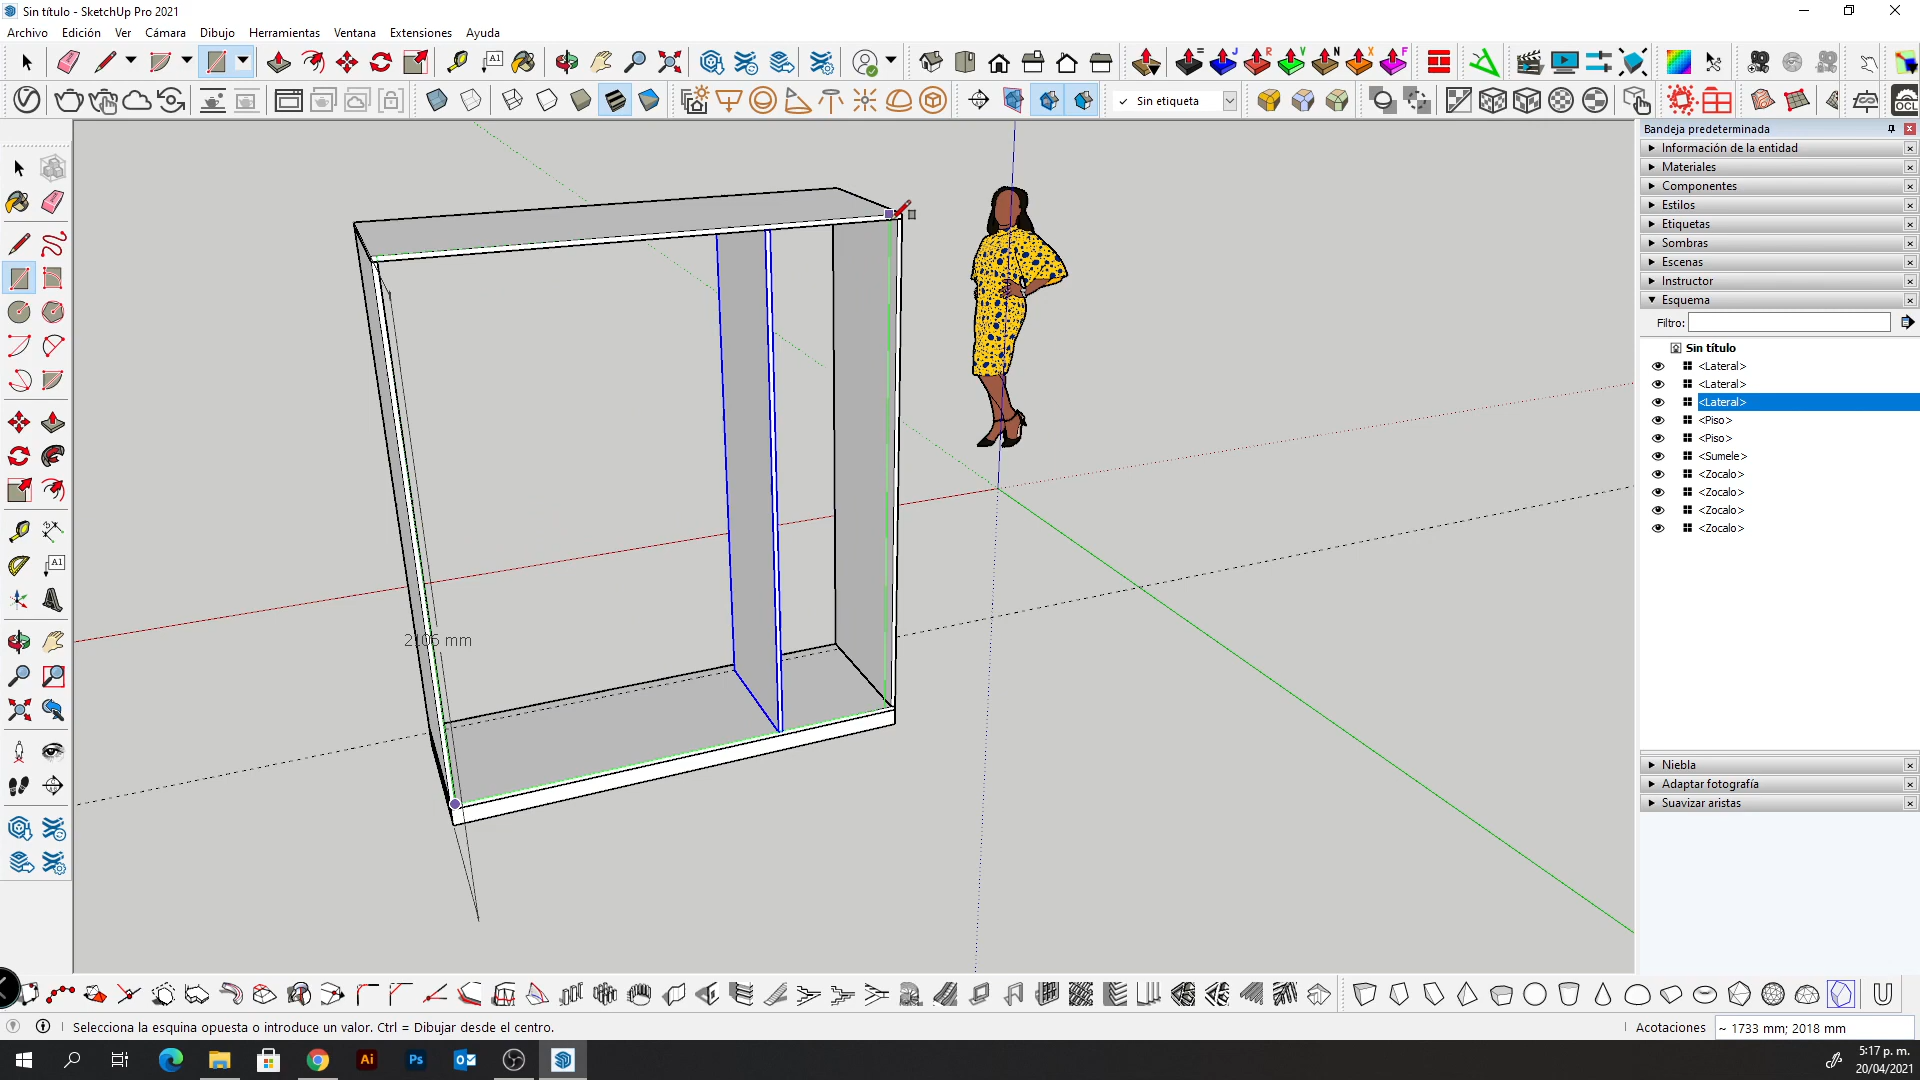 Sin título - SketchUp Pro 2021
Archivo Edición Ver Cámara Dibujo Herramientas Ventana Extensiones Ayuda
Sin etiqueta
Bandeja predeterminada
Información de la entidad
Materiales
Componentes
Estilos
Etiquetas
Sombras
Escenas
Instructor
Esquema
Filtro:
Sin título
<Lateral>
<Lateral>
<Lateral>
<Piso>
<Piso>
<Sumele>
<Zocalo>
<Zocalo>
<Zocalo>
<Zocalo>
Niebla
Adaptar fotografía
Suavizar aristas
Selecciona la esquina opuesta o introduce un valor. Ctrl = Dibujar desde el centro.
Acotaciones ~ 1733 mm; 2018 mm
5:17 p. m.
20/04/2021